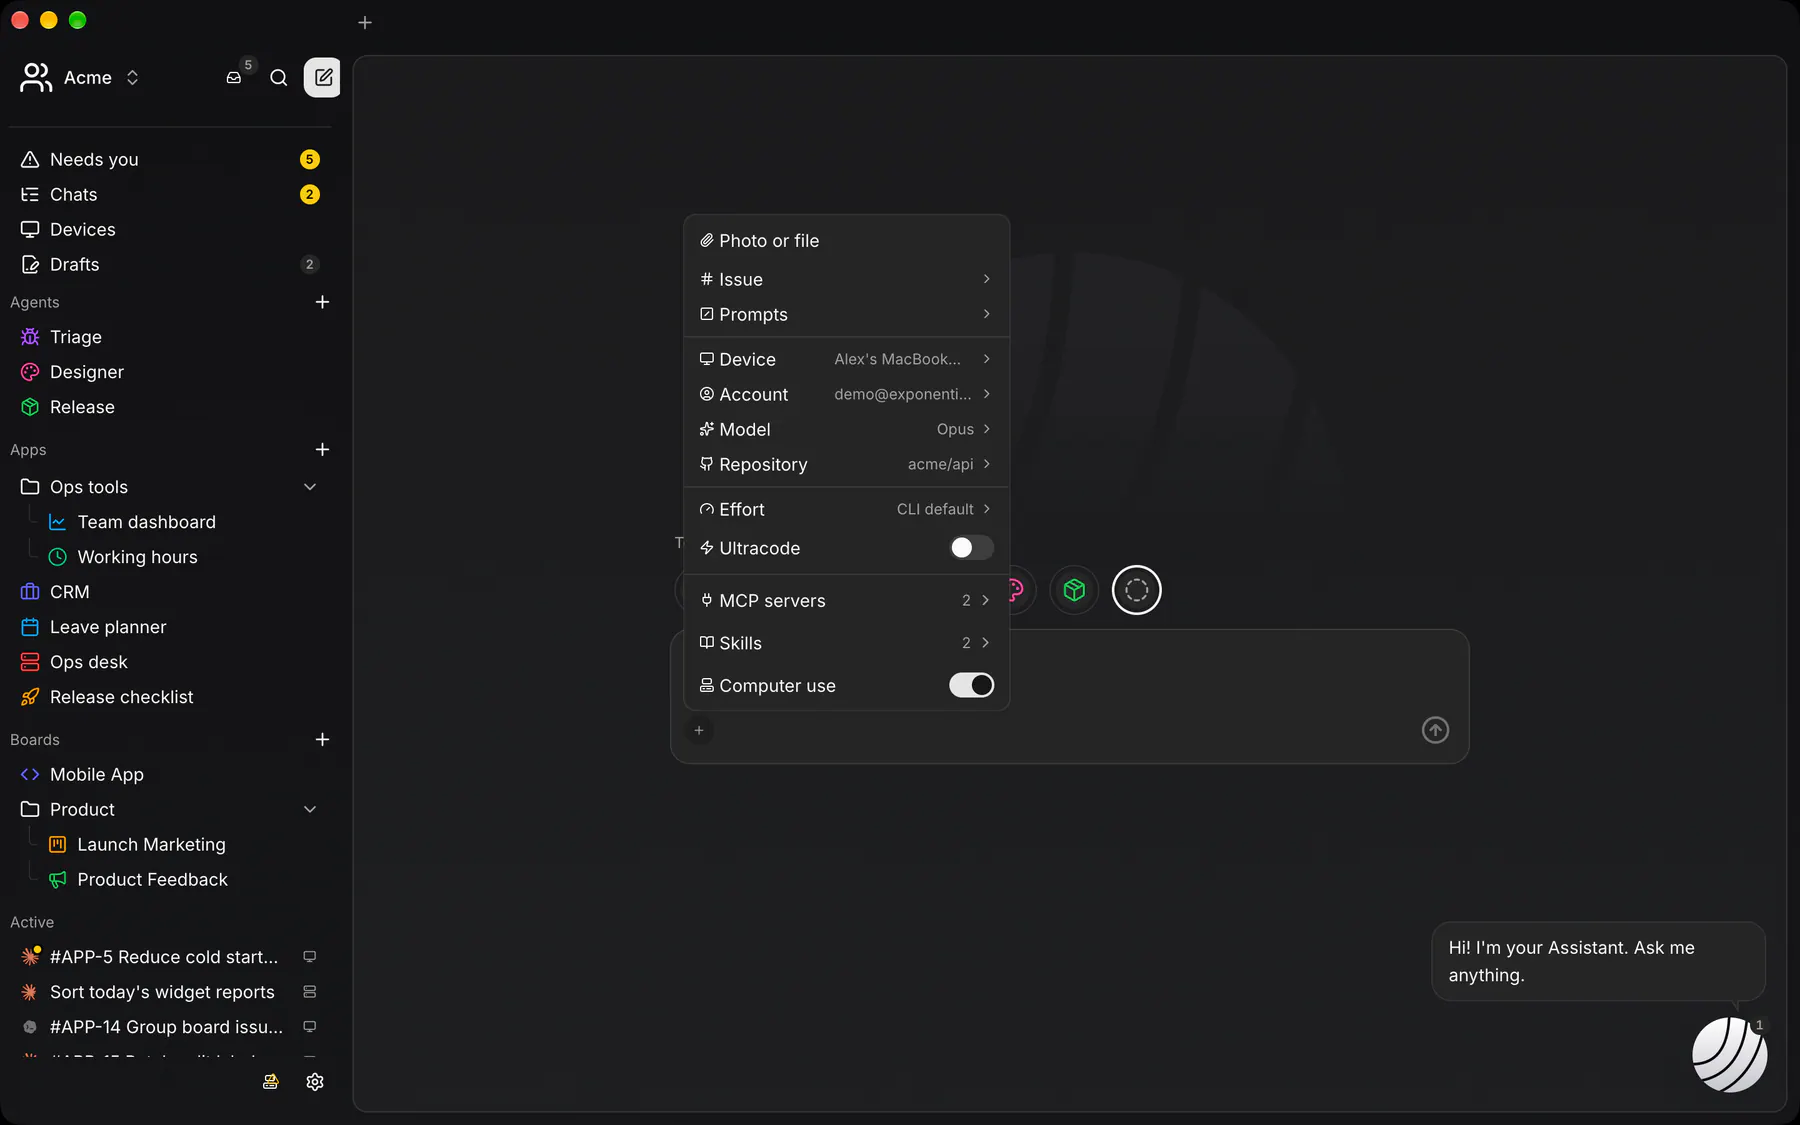 Acme
5
Needs you
5
Chats
2
Devices
Drafts
2
Agents
Triage
Designer
Release
Apps
Ops tools
Team dashboard
Working hours
CRM
Leave planner
Ops desk
Release checklist
Boards
Mobile App
Product
Launch Marketing
Product Feedback
Active
#APP-5 Reduce cold start...
Sort today's widget reports
#APP-14 Group board issu...
Photo or file
Issue
Prompts
Device Alex's MacBook...
Account demo@exponenti...
Model Opus
Repository acme/api
Effort CLI default
Ultracode
MCP servers 2
Skills 2
Computer use
Hi! I'm your Assistant. Ask me
anything.
1